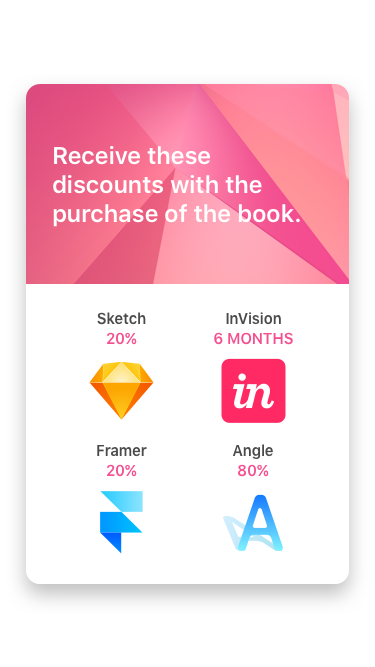 Receive these
discounts with the
purchase of the book.
Sketch
20%
InVision
6 MONTHS
in
Framer
20%
Angle
80%
A